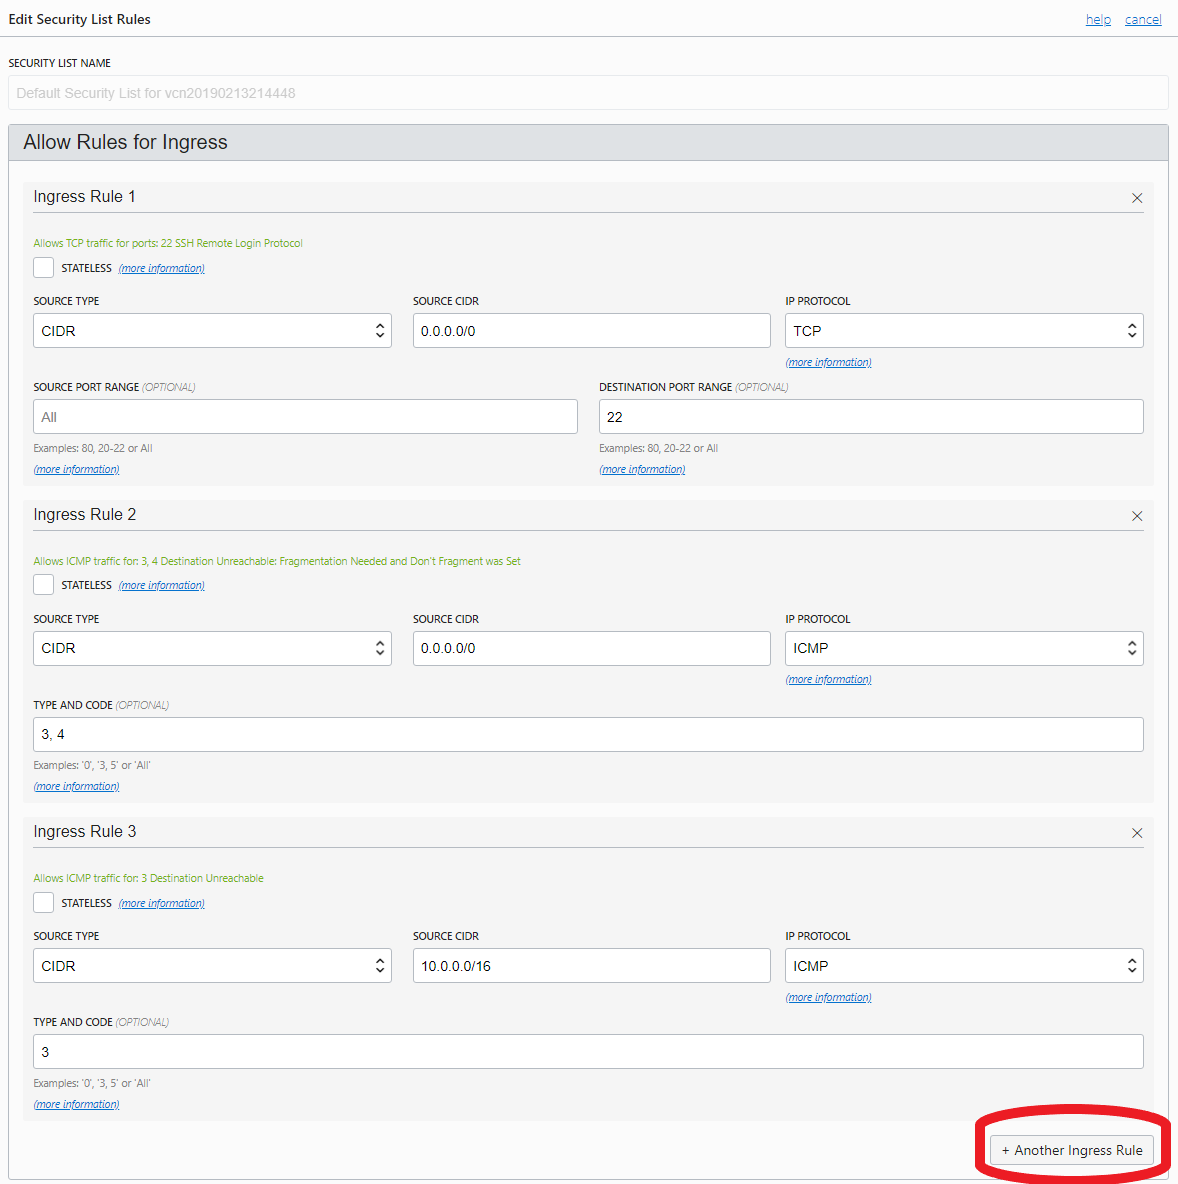 Edit Security List Rules help cancel
SECURITY LIST NAME
Default Security List for vcn20190213214448
Allow Rules for Ingress
Ingress Rule 1
Allows TCP traffic for ports: 22 SSH Remote Login Protocol
STATELESS (more information)
SOURCE TYPE SOURCE CIDR IP PROTOCOL
CIDR 0.0.0.0/0 TCP
(more information)
SOURCE PORT RANGE (OPTIONAL) DESTINATION PORT RANGE (OPTIONAL)
All 22
Examples: 80, 20-22 or All Examples: 80, 20-22 or All
(more information) (more information)
Ingress Rule 2
Allows ICMP traffic for: 3, 4 Destination Unreachable: Fragmentation Needed and Don't Fragment was Set
STATELESS (more information)
SOURCE TYPE SOURCE CIDR IP PROTOCOL
CIDR 0.0.0.0/0 ICMP
(more information)
TYPE AND CODE (OPTIONAL)
3, 4
Examples: '0', '3, 5' or 'All'
(more information)
Ingress Rule 3
Allows ICMP traffic for: 3 Destination Unreachable
STATELESS (more information)
SOURCE TYPE SOURCE CIDR IP PROTOCOL
CIDR 10.0.0.0/16 ICMP
(more information)
TYPE AND CODE (OPTIONAL)
3
Examples: '0', '3, 5' or 'All'
(more information)
+ Another Ingress Rule